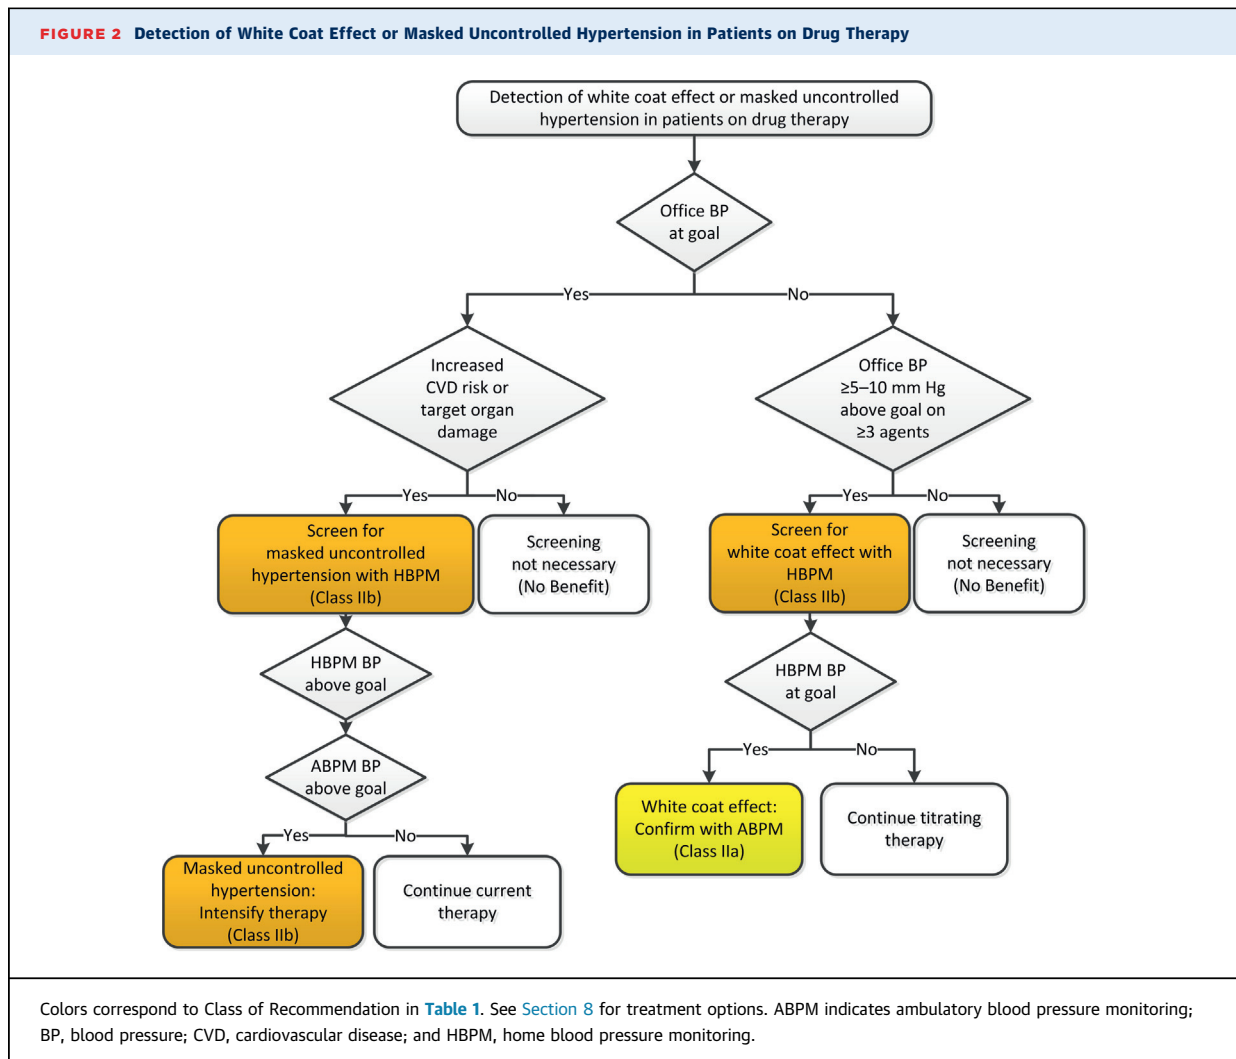 FIGURE 2 Detection of White Coat Effect or Masked Uncontrolled Hypertension in Patients on Drug Therapy
Detection of white coat effect or masked uncontrolled
hypertension in patients on drug therapy
Office BP
at goal
Yes
No
Increased
CVD risk or
target organ
damage
Office BP
≥5–10 mm Hg
above goal on
≥3 agents
Yes
No
Yes
No
Screen for
masked uncontrolled
hypertension with HBPM
(Class IIb)
Screening
not necessary
(No Benefit)
Screen for
white coat effect with
HBPM
(Class IIb)
Screening
not necessary
(No Benefit)
HBPM BP
above goal
HBPM BP
at goal
ABPM BP
above goal
Yes
No
White coat effect:
Confirm with ABPM
(Class IIa)
Continue titrating
therapy
Yes
No
Masked uncontrolled
hypertension:
Intensify therapy
(Class IIb)
Continue current
therapy
Colors correspond to Class of Recommendation in Table 1. See Section 8 for treatment options. ABPM indicates ambulatory blood pressure monitoring;
BP, blood pressure; CVD, cardiovascular disease; and HBPM, home blood pressure monitoring.